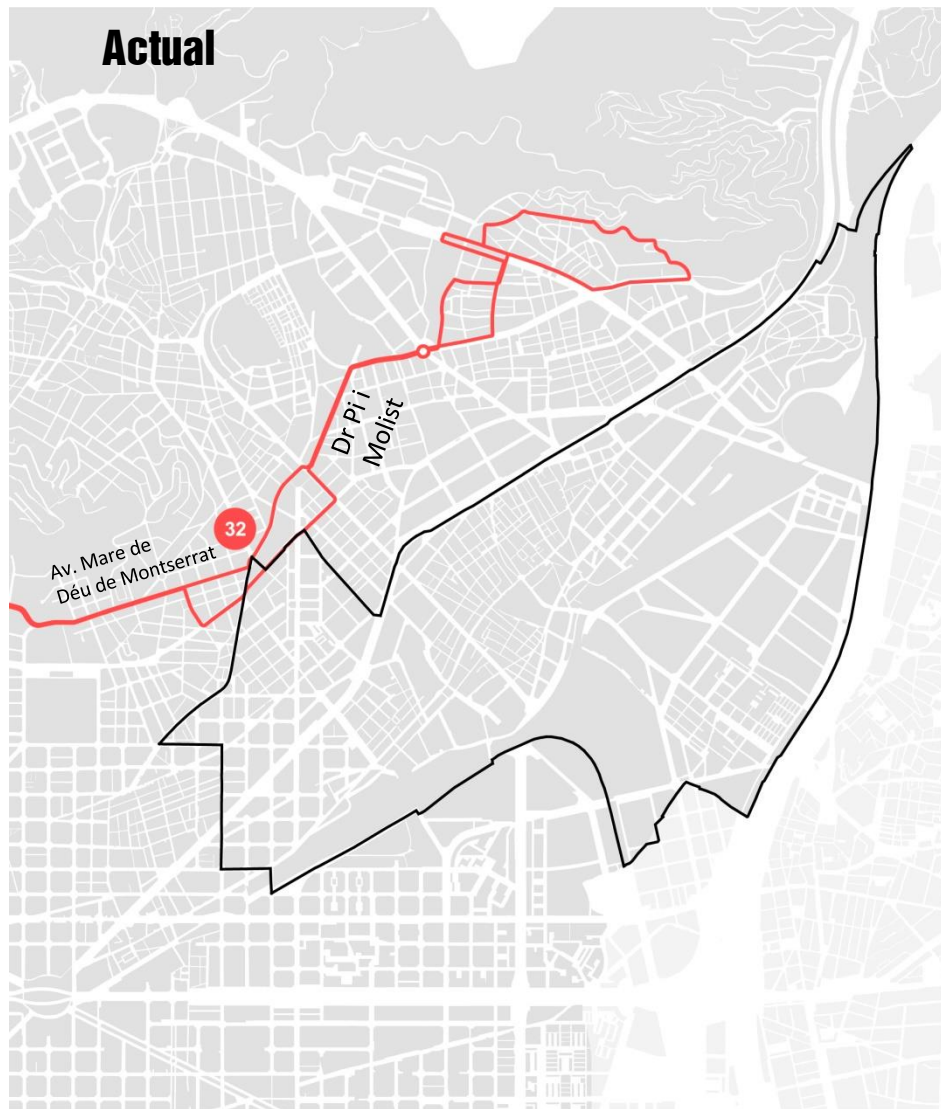 Actual
Dr Pi i
Molist
32
Av. Mare de
Déu de Montserrat